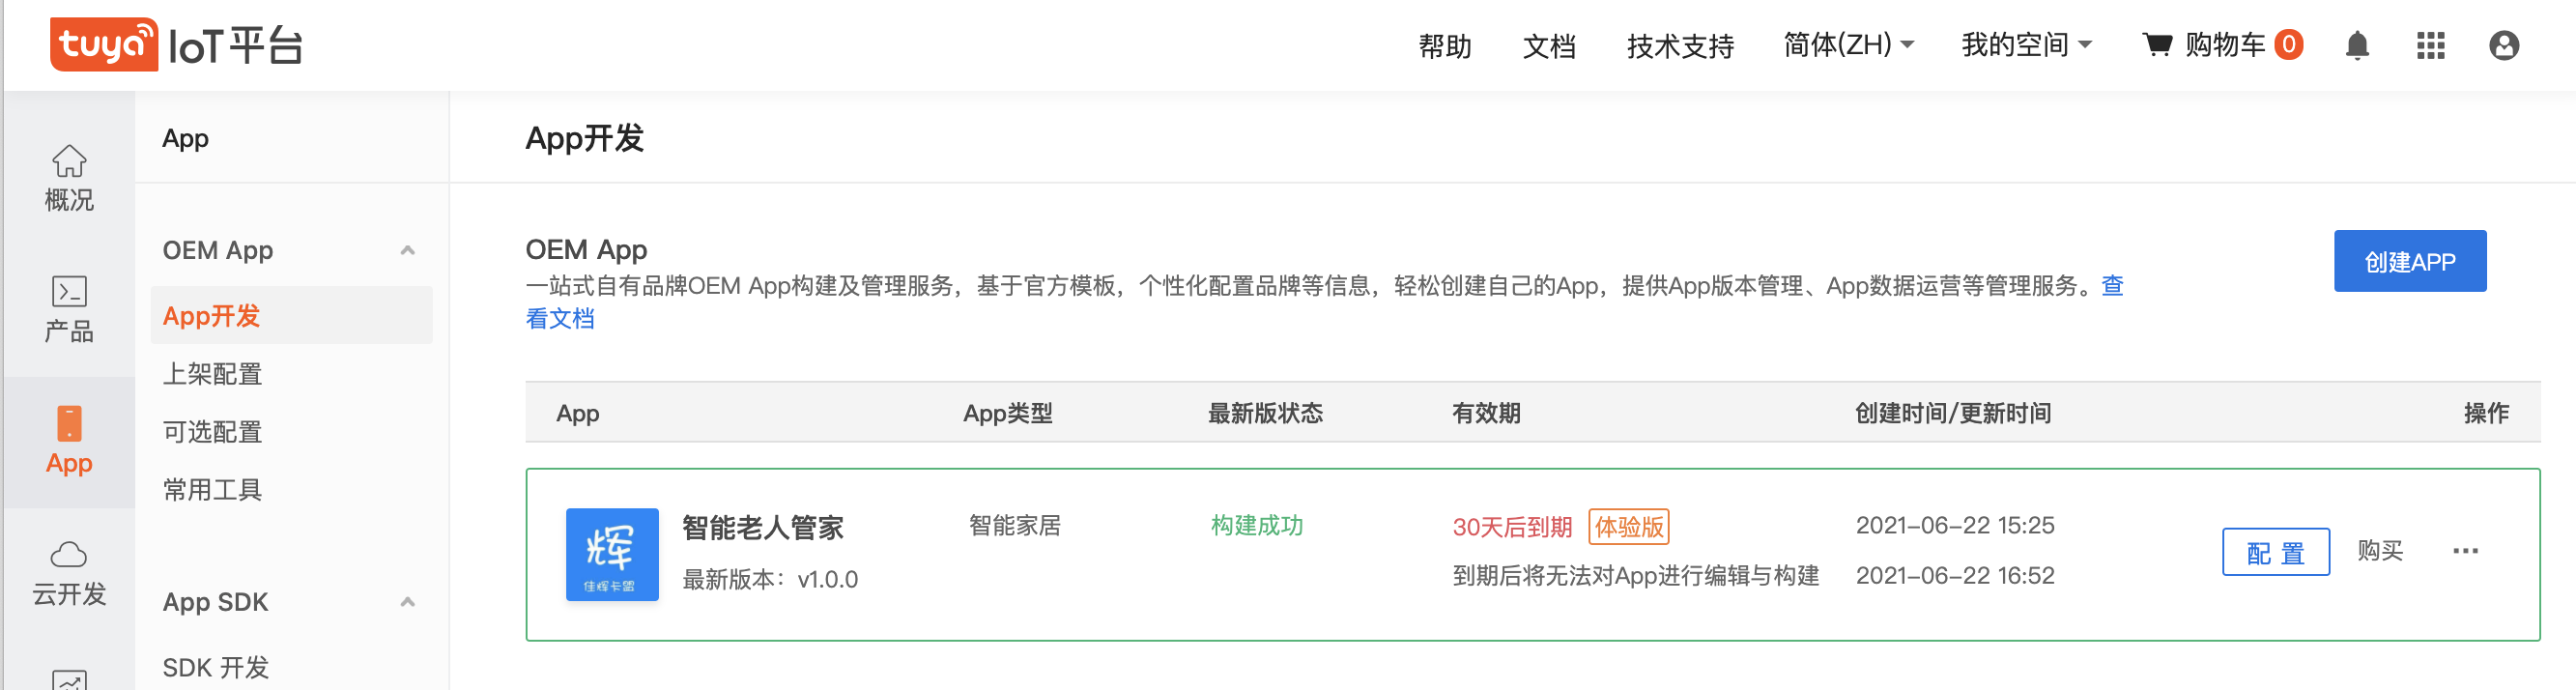 tuya IoT平台
帮助 文档 技术支持 简体(ZH) 我的空间 购物车 0
概况
产品
App
云开发
App
OEM App
App开发
上架配置
可选配置
常用工具
App SDK
SDK 开发
App开发
OEM App
一站式自有品牌OEM App构建及管理服务，基于官方模板，个性化配置品牌等信息，轻松创建自己的App，提供App版本管理、App数据运营等管理服务。查
看文档
创建APP
App App类型 最新版状态 有效期 创建时间/更新时间 操作
辉
佳辉卡盟
智能老人管家
最新版本：v1.0.0
智能家居
构建成功
30天后到期 体验版
到期后将无法对App进行编辑与构建
2021-06-22 15:25
2021-06-22 16:52
配 置 购买 ···